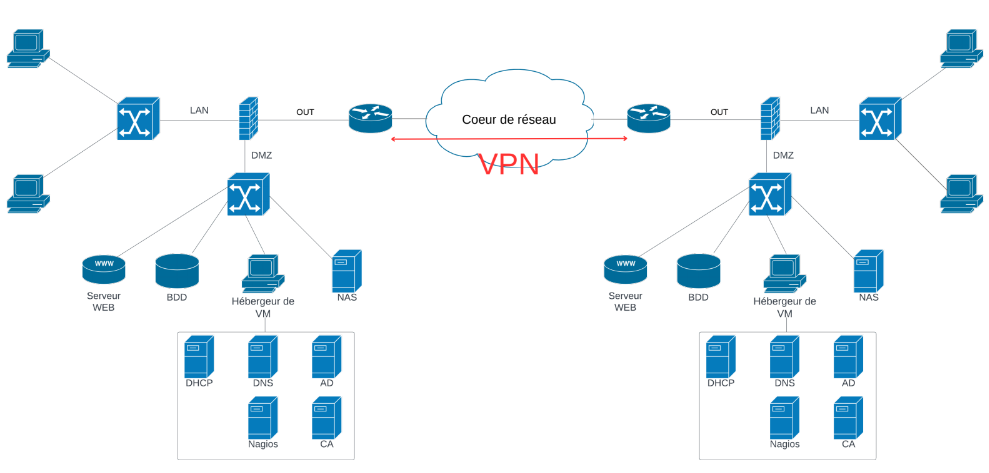 LAN
OUT
Coeur de réseau
OUT
LAN
VPN
DMZ
DMZ
www
www
Serveur
WEB
BDD
Hébergeur de
VM
NAS
Serveur
WEB
BDD
Hébergeur de
VM
NAS
DHCP
DNS
AD
DHCP
DNS
AD
Nagios
CA
Nagios
CA